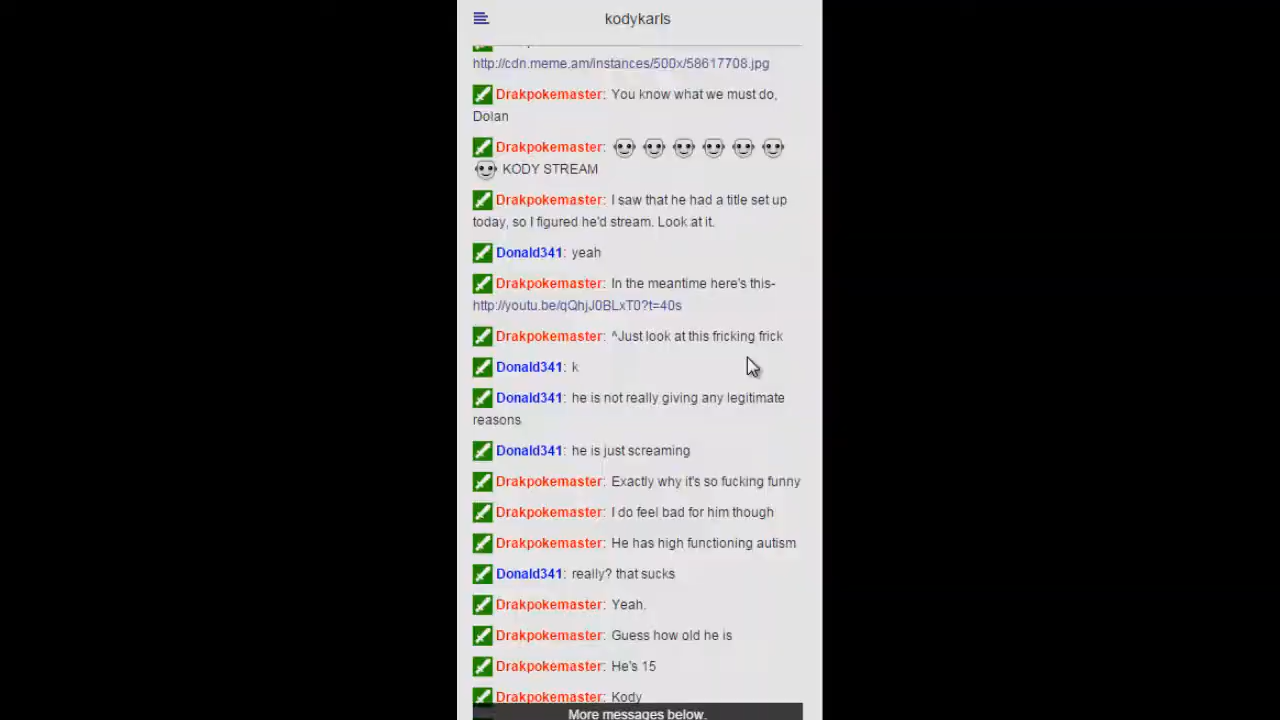 kodykarls
http://cdn.meme.am/instances/500x/58617708.jpg
Drakpokemaster: You know what we must do,
Dolan
Drakpokemaster:
KODY STREAM
Drakpokemaster: I saw that he had a title set up
today, so I figured he'd stream. Look at it.
Donald341: yeah
Drakpokemaster: In the meantime here's this-
http://youtu.be/qQhjJ0BLxT0?t=40s
Drakpokemaster: ^Just look at this fricking frick
Donald341: k
Donald341: he is not really giving any legitimate
reasons
Donald341: he is just screaming
Drakpokemaster: Exactly why it's so fucking funny
Drakpokemaster: I do feel bad for him though
Drakpokemaster: He has high functioning autism
Donald341: really? that sucks
Drakpokemaster: Yeah.
Drakpokemaster: Guess how old he is
Drakpokemaster: He's 15
Drakpokemaster: Kody
More messages below.